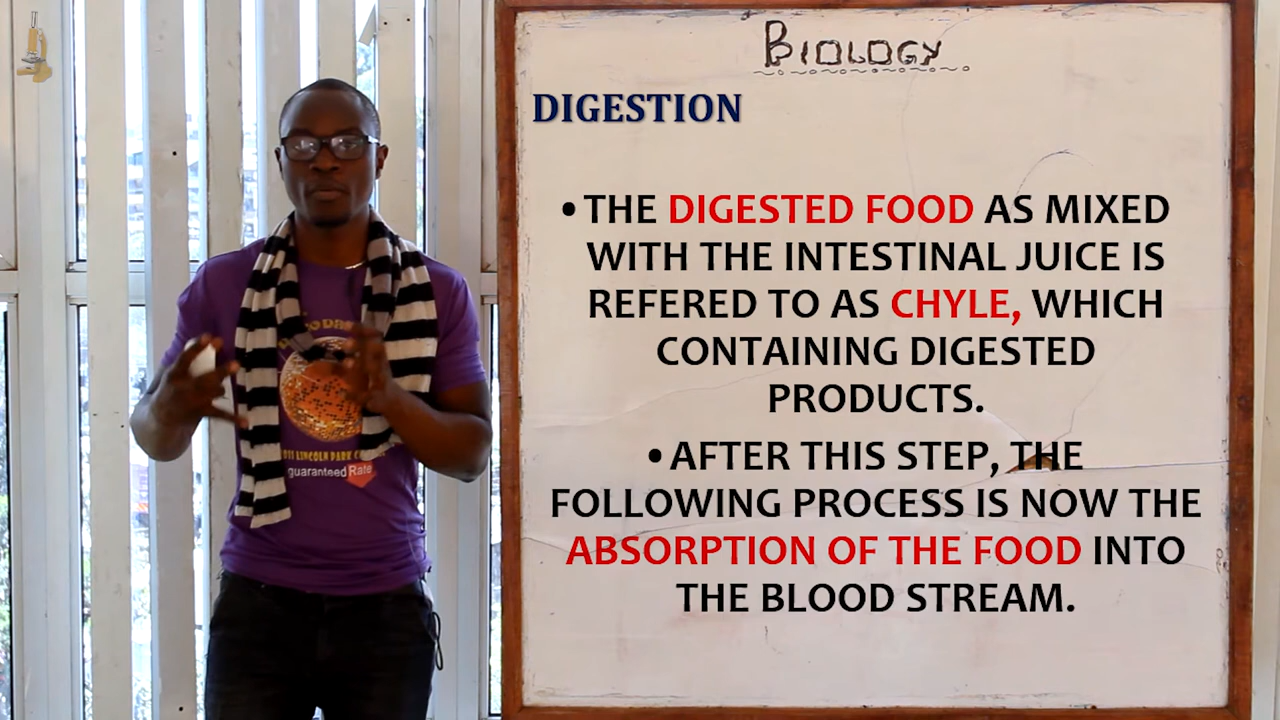 BIOLOGY
DIGESTION
• THE DIGESTED FOOD AS MIXED
WITH THE INTESTINAL JUICE IS
REFERED TO AS CHYLE, WHICH
CONTAINING DIGESTED
PRODUCTS.
• AFTER THIS STEP, THE
FOLLOWING PROCESS IS NOW THE
ABSORPTION OF THE FOOD INTO
THE BLOOD STREAM.
LINCOLN PARK
guaranteed Rate